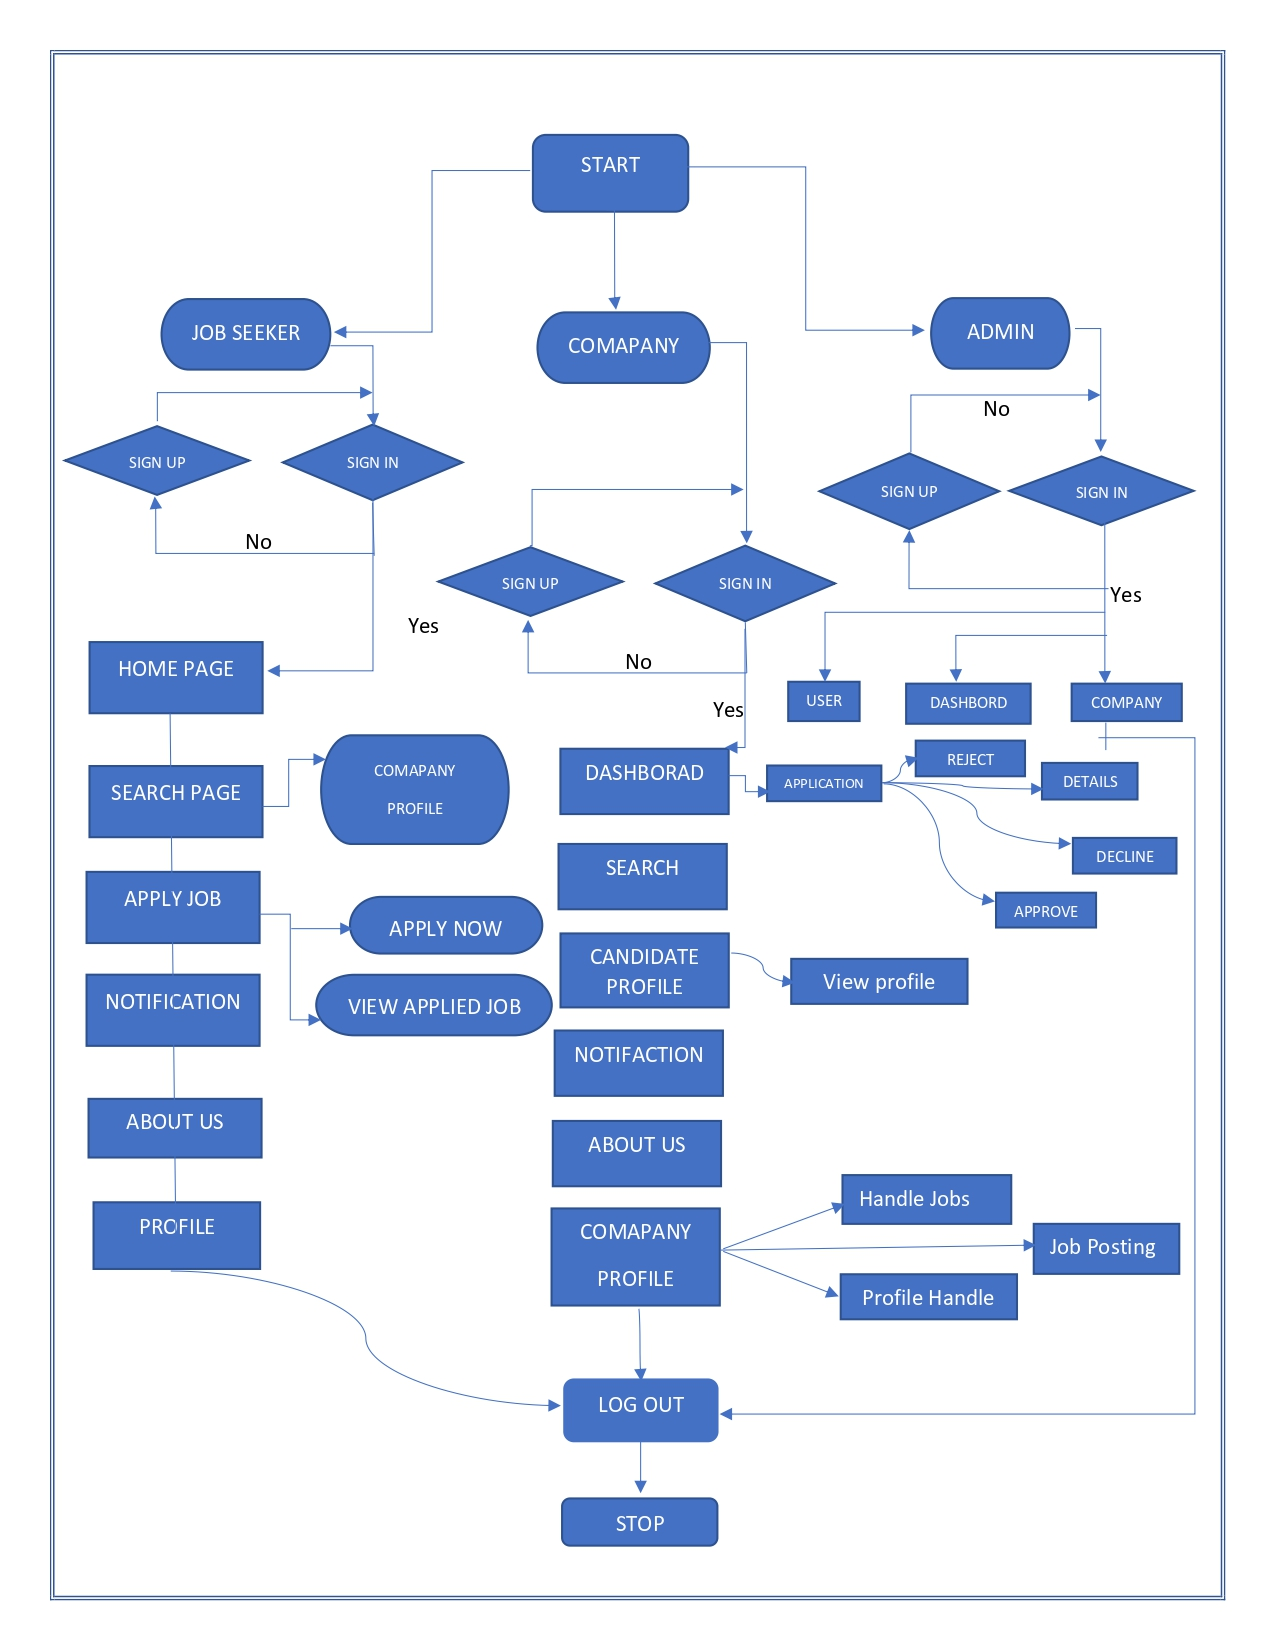 START
JOB SEEKER
COMAPANY
ADMIN
No
SIGN UP
SIGN IN
SIGN UP
SIGN IN
No
SIGN UP
SIGN IN
Yes
Yes
No
HOME PAGE
USER
DASHBORD
COMPANY
Yes
SEARCH PAGE
COMAPANY
PROFILE
DASHBORAD
APPLICATION
REJECT
DETAILS
DECLINE
SEARCH
APPLY JOB
APPLY NOW
APPROVE
CANDIDATE
PROFILE
View profile
NOTIFICATION
VIEW APPLIED JOB
NOTIFACTION
ABOUT US
ABOUT US
Handle Jobs
PROFILE
COMAPANY
PROFILE
Job Posting
Profile Handle
LOG OUT
STOP